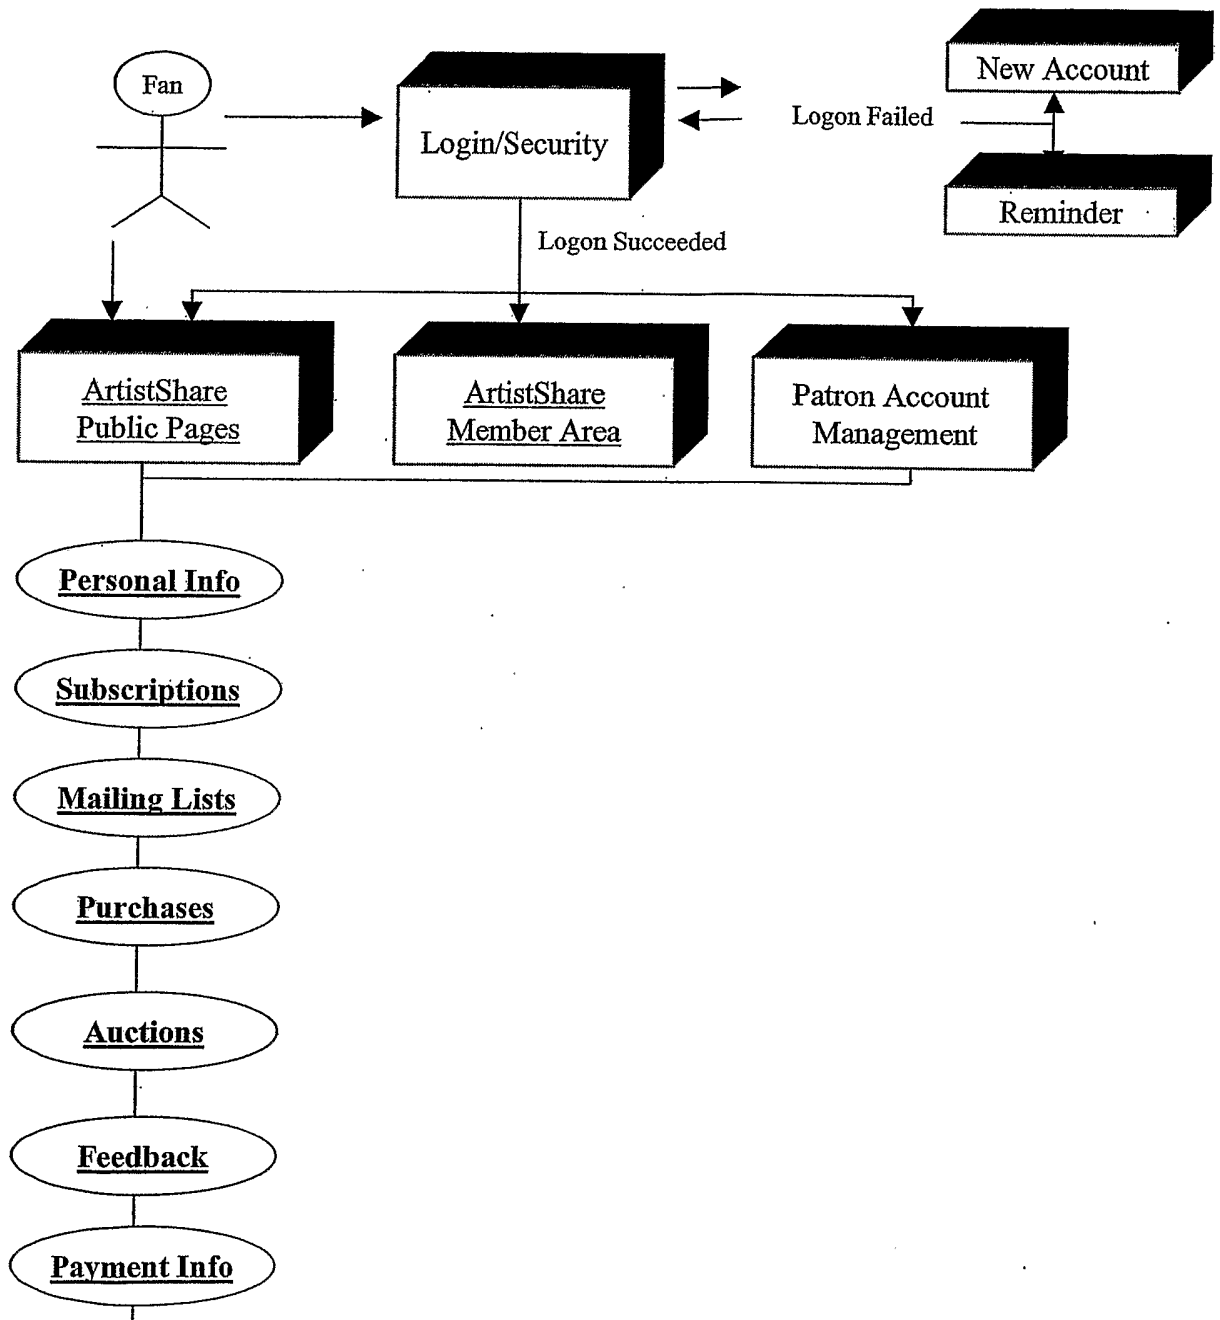 Fan
Login/Security
Logon Failed
New Account
Reminder
Logon Succeeded
ArtistShare
Public Pages
ArtistShare
Member Area
Patron Account
Management
Personal Info
Subscriptions
Mailing Lists
Purchases
Auctions
Feedback
Payment Info